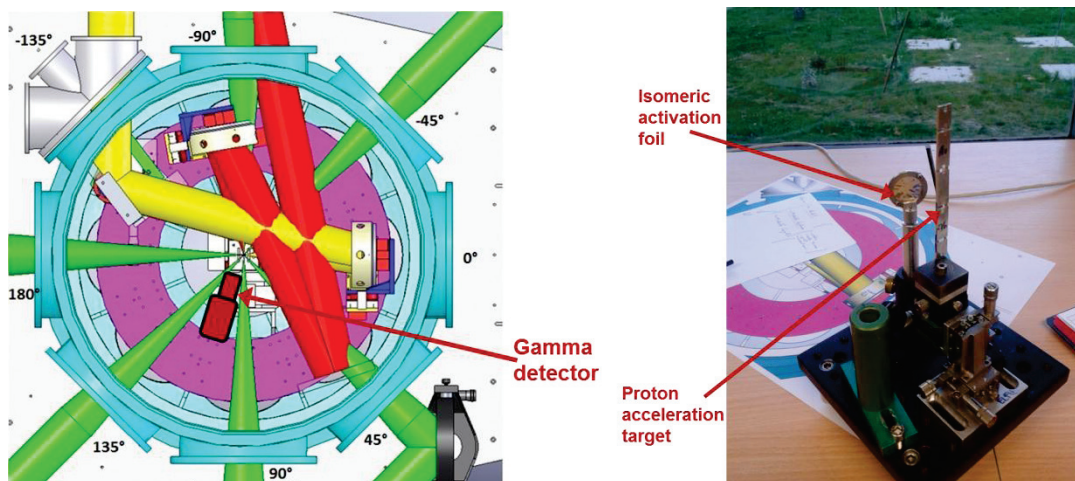 -135°
-90°
-45°
0°
180°
135°
90°
45°
Gamma
detector
Isomeric
activation
foil
Proton
acceleration
target